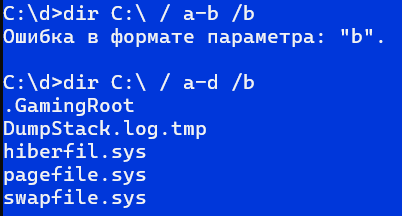 C:\d>dir C:\ / a-b /b
Ошибка в формате параметра: "b".
C:\d>dir C:\ / a-d /b
.GamingRoot
DumpStack.log.tmp
hiberfil.sys
pagefile.sys
swapfile.sys